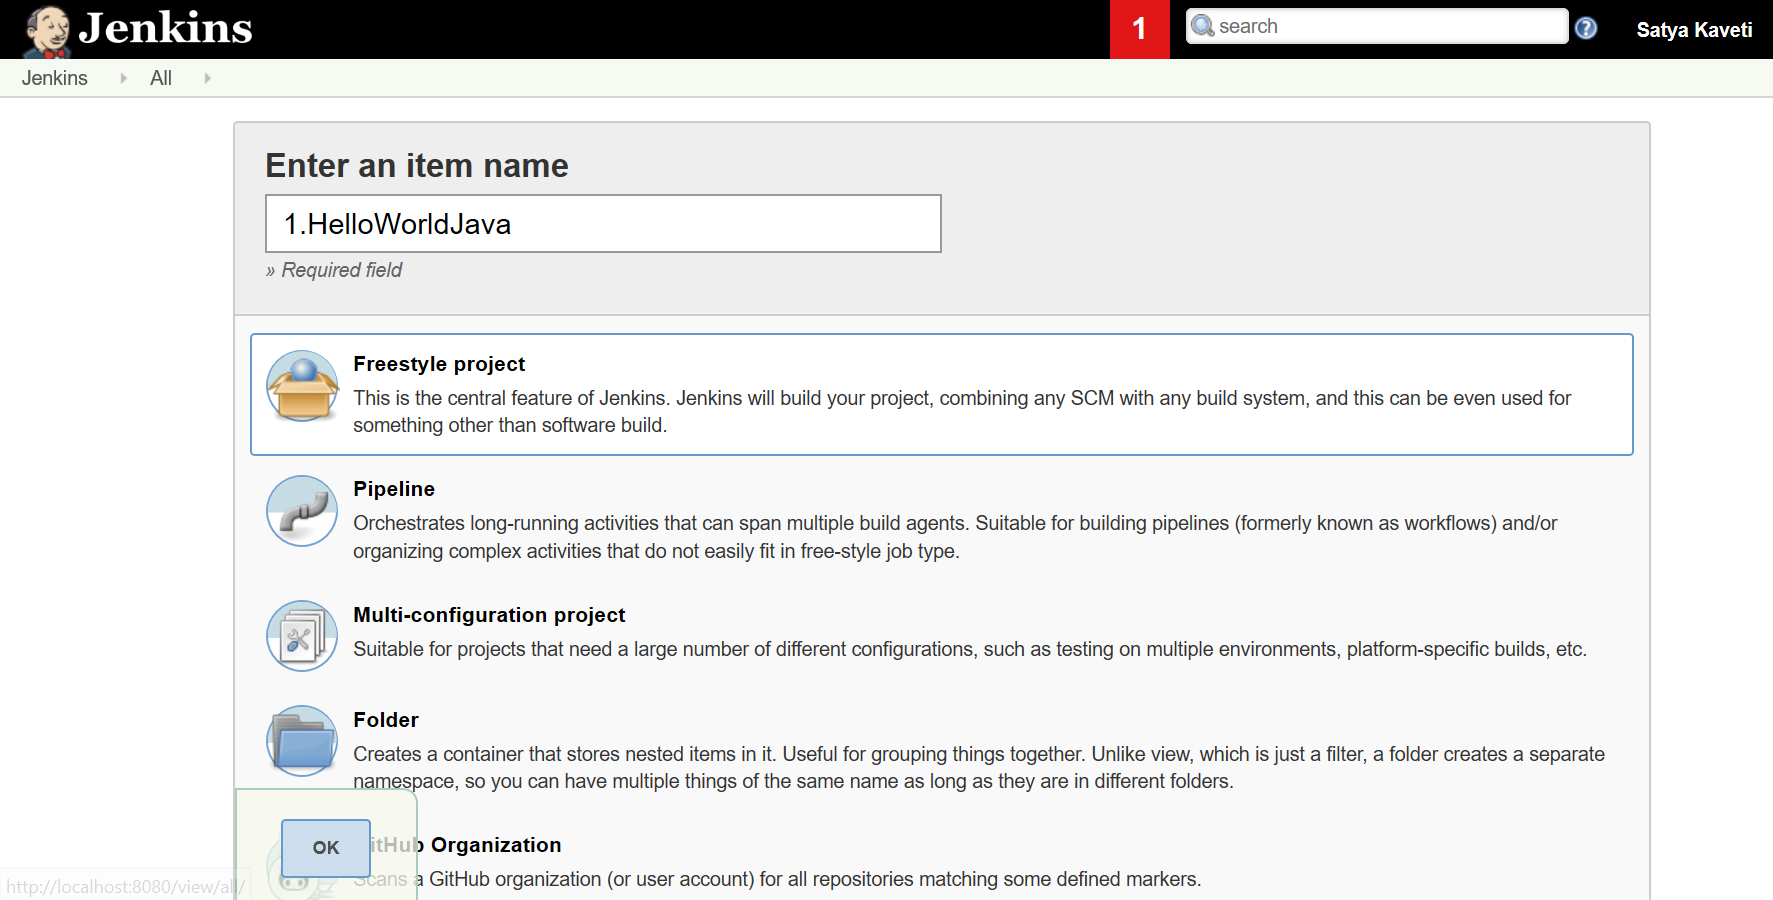 Jenkins
1
search
Satya Kaveti
Jenkins
All
Enter an item name
1.HelloWorldJava
» Required field
Freestyle project
This is the central feature of Jenkins. Jenkins will build your project, combining any SCM with any build system, and this can be even used for
something other than software build.
Pipeline
Orchestrates long-running activities that can span multiple build agents. Suitable for building pipelines (formerly known as workflows) and/or
organizing complex activities that do not easily fit in free-style job type.
Multi-configuration project
Suitable for projects that need a large number of different configurations, such as testing on multiple environments, platform-specific builds, etc.
Folder
Creates a container that stores nested items in it. Useful for grouping things together. Unlike view, which is just a filter, a folder creates a separate
namespace, so you can have multiple things of the same name as long as they are in different folders.
OK
itHub Organization
Scans a GitHub organization (or user account) for all repositories matching some defined markers.
http://localhost:8080/view/all/